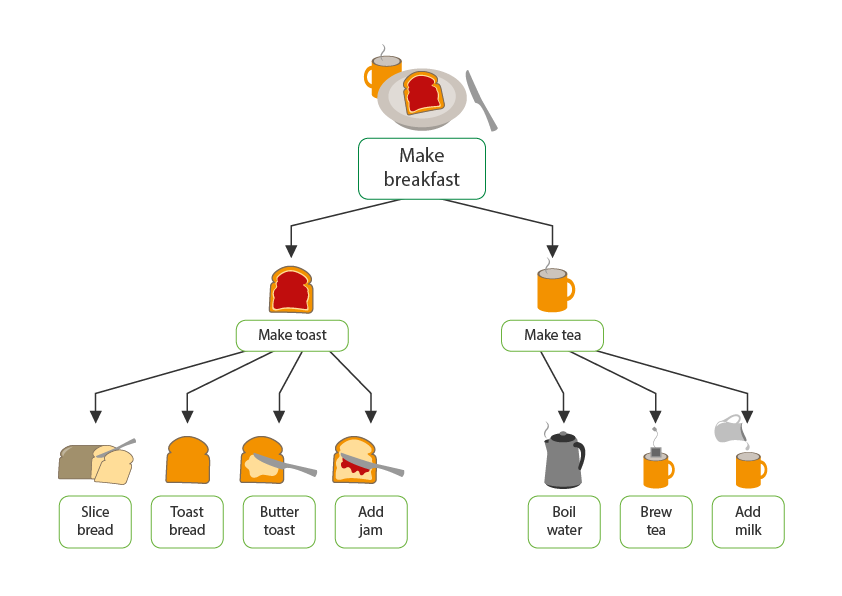 Make
breakfast
Make toast
Make tea
Slice
bread
Toast
bread
Butter
toast
Add
jam
Boil
water
Brew
tea
Add
milk